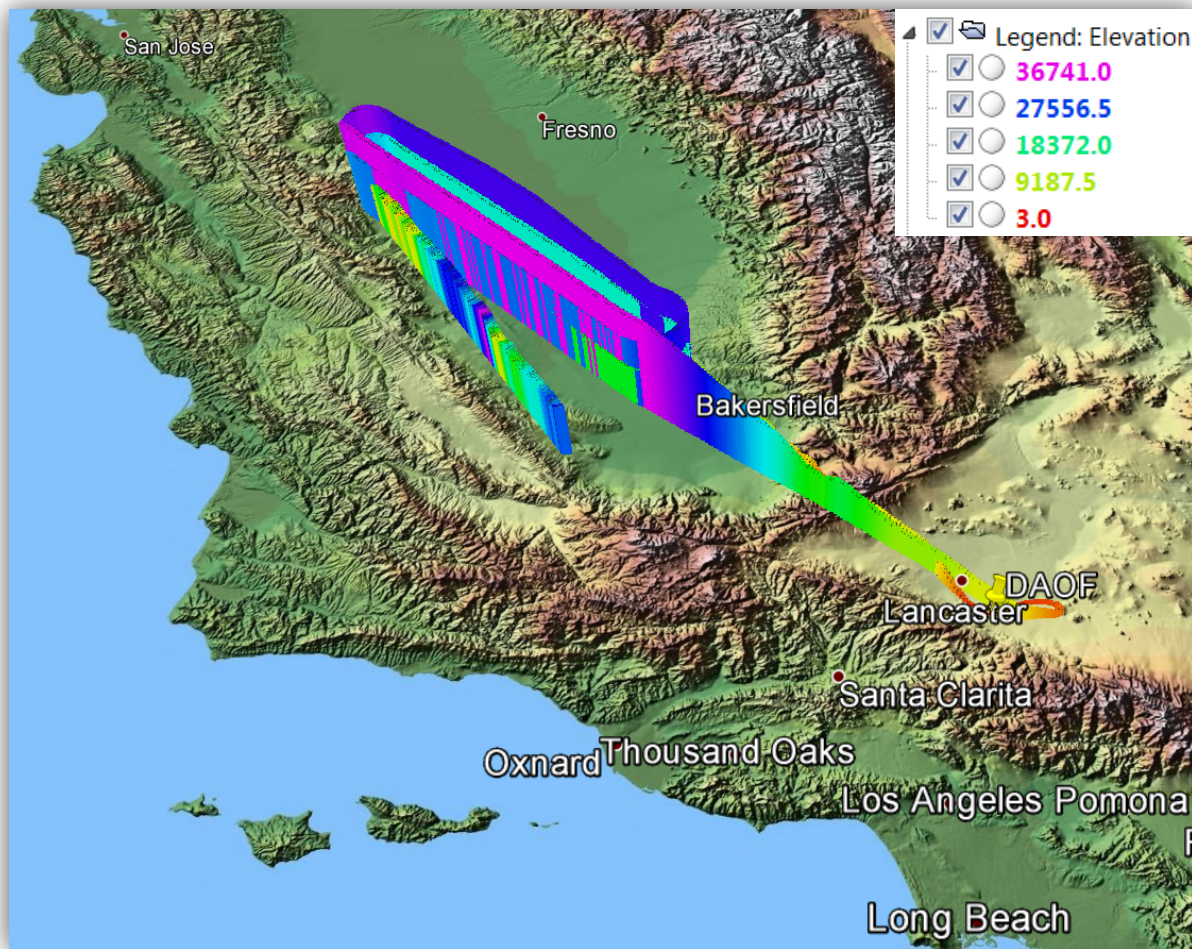 San Jose
Legend: Elevation
36741.0
27556.5
18372.0
9187.5
3.0
Fresno
Bakersfield
DAOF
Lancaster
Santa Clarita
Oxnard
Thousand Oaks
Los Angeles
Pomona
Long Beach